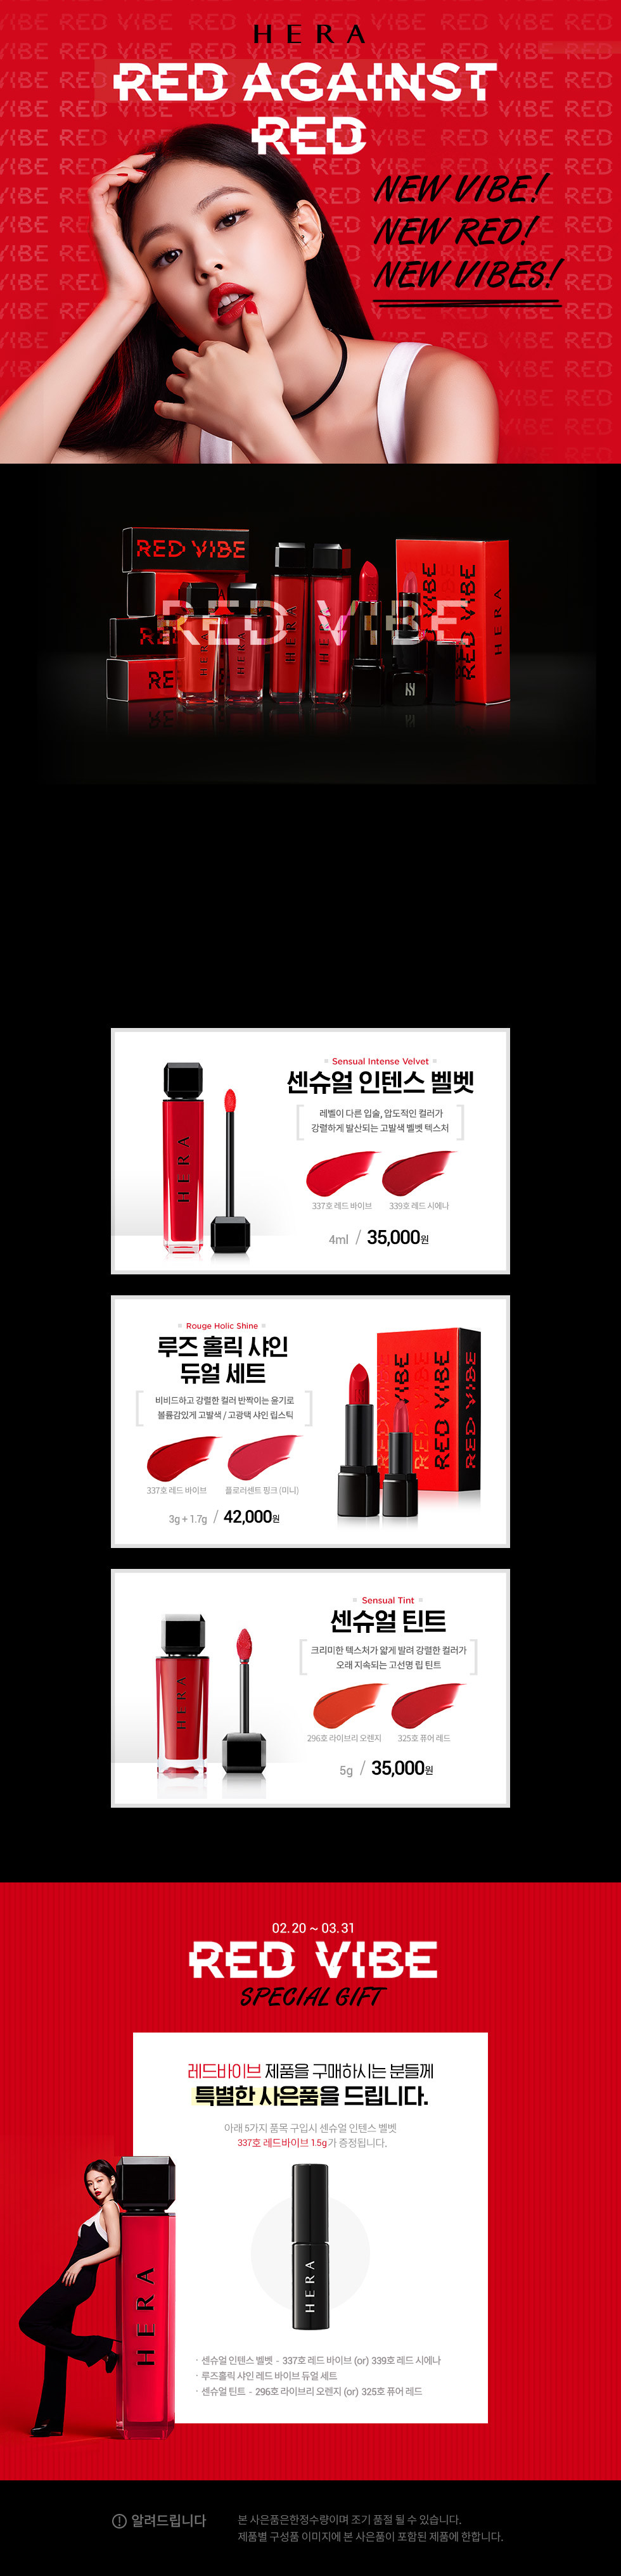 HERA
RED AGAINST
RED
NEW VIBE!
NEW RED!
NEW VIBES!
RED VIBE
RED VIBE
HERA
HERA
HERA
HERA
RED VIBE
RED VIBE
HERA
Sensual Intense Velvet
센슈얼 인텐스 벨벳
레벨이 다른 입술, 압도적인 컬러가
강렬하게 발산되는 고발색 벨벳 텍스처
337호 레드 바이브 339호 레드 시에나
4ml / 35,000원
HERA
Rouge Holic Shine
루즈 홀릭 샤인
듀얼 세트
비비드하고 강렬한 컬러 반짝이는 윤기로
볼륨감있게 고발색 / 고광택 샤인 립스틱
337호 레드 바이브 플로러센트 핑크 (미니)
3g + 1.7g / 42,000원
RED VIBE
RED VIBE
RED VIBE
RED VIBE
Sensual Tint
센슈얼 틴트
크리미한 텍스처가 얇게 발려 강렬한 컬러가
오래 지속되는 고선명 립 틴트
296호 라이브리 오렌지 325호 퓨어 레드
5g / 35,000원
HERA
02.20 ~ 03.31
RED VIBE
SPECIAL GIFT
레드바이브 제품을 구매하시는 분들께
특별한 사은품을 드립니다.
아래 5가지 품목 구입시 센슈얼 인텐스 벨벳
337호 레드바이브 1.5g가 증정됩니다.
HERA
HERA
· 센슈얼 인텐스 벨벳 - 337호 레드 바이브 (or) 339호 레드 시에나
· 루즈홀릭 샤인 레드 바이브 듀얼 세트
· 센슈얼 틴트 - 296호 라이브리 오렌지 (or) 325호 퓨어 레드
알려드립니다
본 사은품은한정수량이며 조기 품절 될 수 있습니다.
제품별 구성품 이미지에 본 사은품이 포함된 제품에 한합니다.